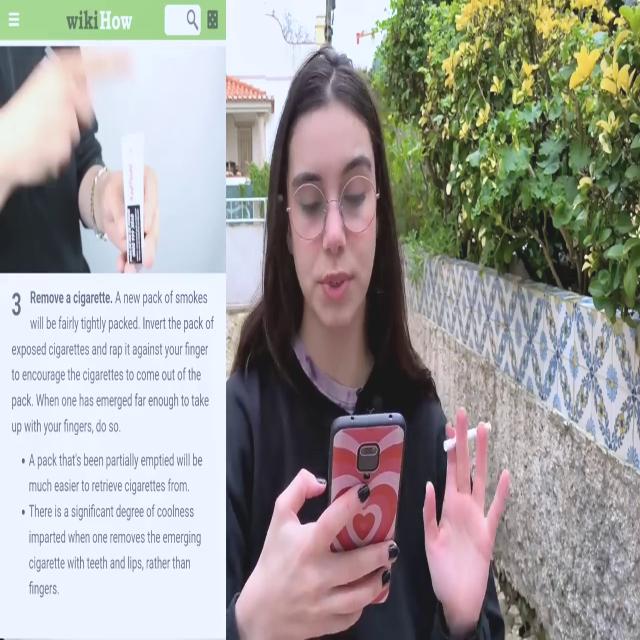 wikiHow
3 Remove a cigarette. A new pack of smokes
will be fairly tightly packed. Invert the pack of
exposed cigarettes and rap it against your finger
to encourage the cigarettes to come out of the
pack. When one has emerged far enough to take
up with your fingers, do so.
• A pack that's been partially emptied will be
much easier to retrieve cigarettes from.
• There is a significant degree of coolness
imparted when one removes the emerging
cigarette with teeth and lips, rather than
fingers.